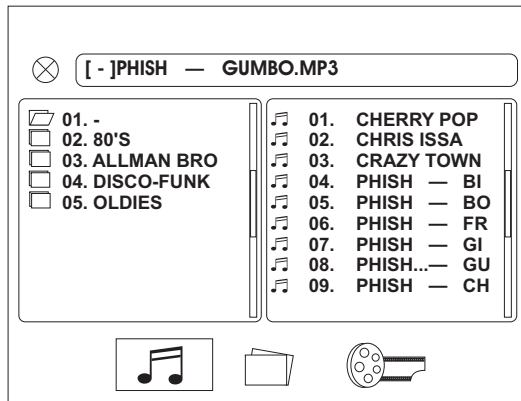 [ - ]PHISH — GUMBO.MP3
01. -
02. 80'S
03. ALLMAN BRO
04. DISCO-FUNK
05. OLDIES
01. CHERRY POP
02. CHRIS ISSA
03. CRAZY TOWN
04. PHISH — BI
05. PHISH — BO
06. PHISH — FR
07. PHISH — GI
08. PHISH...— GU
09. PHISH — CH